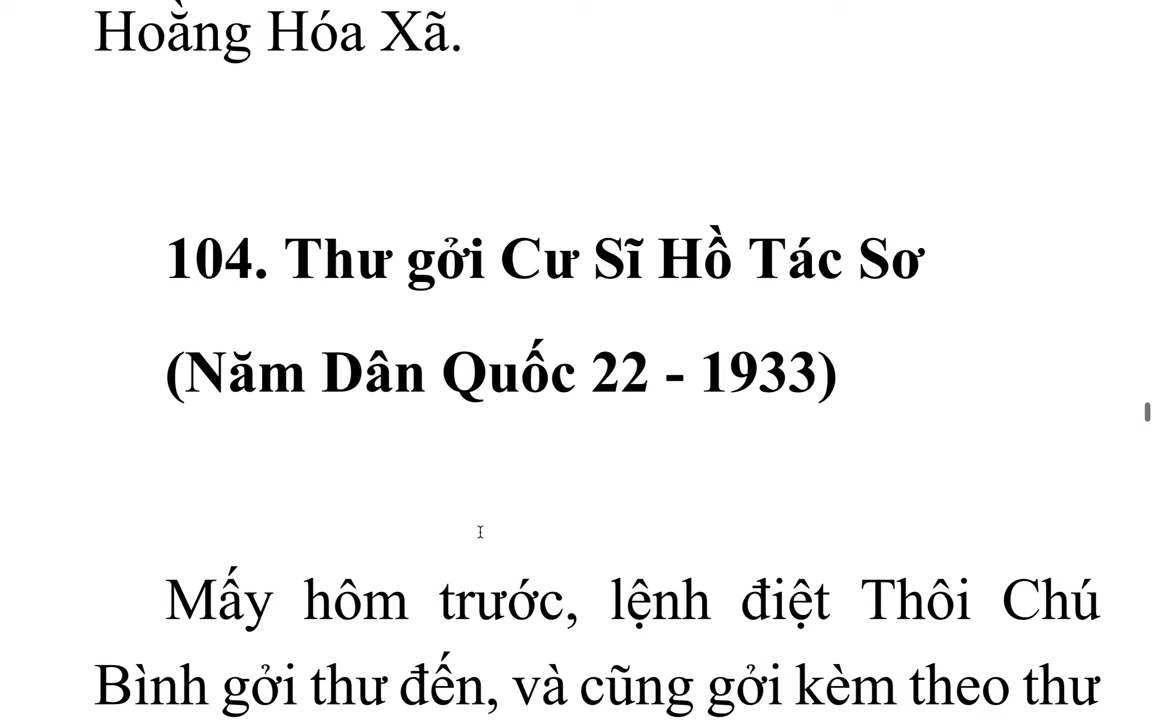 Hoằng Hóa Xã.
104. Thư gởi Cư Sĩ Hồ Tác Sơ
(Năm Dân Quốc 22 - 1933)
Mấy hôm trước, lệnh điệt Thôi Chú
Bình gởi thư đến, và cũng gởi kèm theo thư